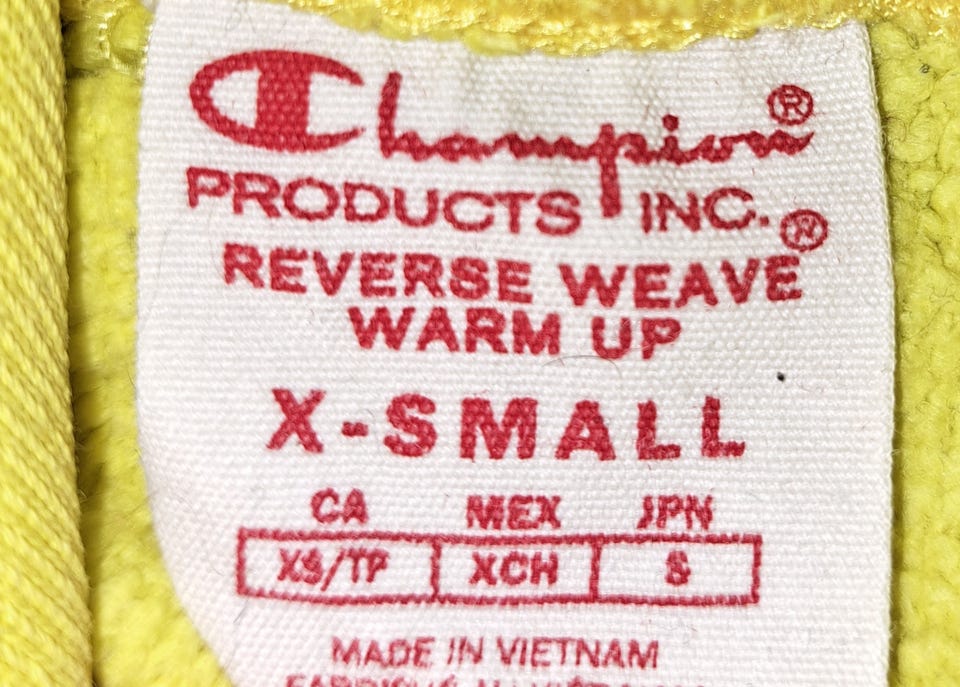 Champion®
PRODUCTS INC.
REVERSE WEAVE®
WARM UP
X-SMALL
CA MEX JPN
XS/TP XCH S
MADE IN VIETNAM